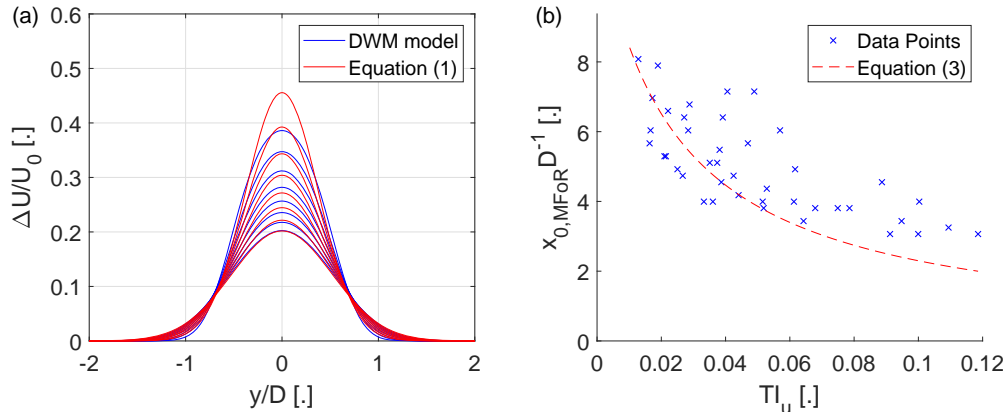 (a)
0.6
0.5
0.4
0.3
0.2
0.1
0
-2
-1
0
1
2
ΔU/U₀ [.]
y/D [.]
DWM model
Equation (1)
(b)
8
6
4
2
0
0
0.02
0.04
0.06
0.08
0.1
0.12
x₀,MFoR D⁻¹ [.]
TIᵤ [.]
Data Points
Equation (3)